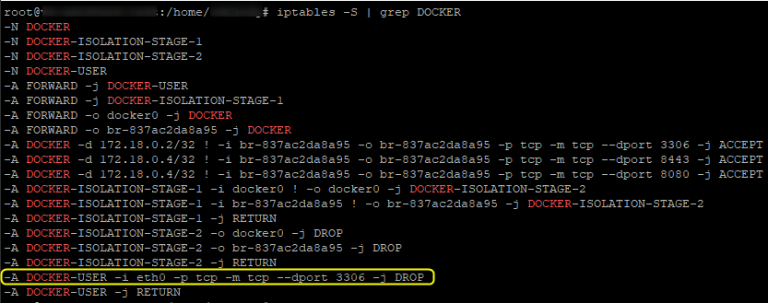 root@ :/home/ # iptables -S | grep DOCKER
-N DOCKER
-N DOCKER-ISOLATION-STAGE-1
-N DOCKER-ISOLATION-STAGE-2
-N DOCKER-USER
-A FORWARD -j DOCKER-USER
-A FORWARD -j DOCKER-ISOLATION-STAGE-1
-A FORWARD -o docker0 -j DOCKER
-A FORWARD -o br-837ac2da8a95 -j DOCKER
-A DOCKER -d 172.18.0.2/32 ! -i br-837ac2da8a95 -o br-837ac2da8a95 -p tcp -m tcp --dport 3306 -j ACCEPT
-A DOCKER -d 172.18.0.4/32 ! -i br-837ac2da8a95 -o br-837ac2da8a95 -p tcp -m tcp --dport 8443 -j ACCEPT
-A DOCKER -d 172.18.0.4/32 ! -i br-837ac2da8a95 -o br-837ac2da8a95 -p tcp -m tcp --dport 8080 -j ACCEPT
-A DOCKER-ISOLATION-STAGE-1 -i docker0 ! -o docker0 -j DOCKER-ISOLATION-STAGE-2
-A DOCKER-ISOLATION-STAGE-1 -i br-837ac2da8a95 ! -o br-837ac2da8a95 -j DOCKER-ISOLATION-STAGE-2
-A DOCKER-ISOLATION-STAGE-1 -j RETURN
-A DOCKER-ISOLATION-STAGE-2 -o docker0 -j DROP
-A DOCKER-ISOLATION-STAGE-2 -o br-837ac2da8a95 -j DROP
-A DOCKER-ISOLATION-STAGE-2 -j RETURN
-A DOCKER-USER -i eth0 -p tcp -m tcp --dport 3306 -j DROP
-A DOCKER-USER -j RETURN